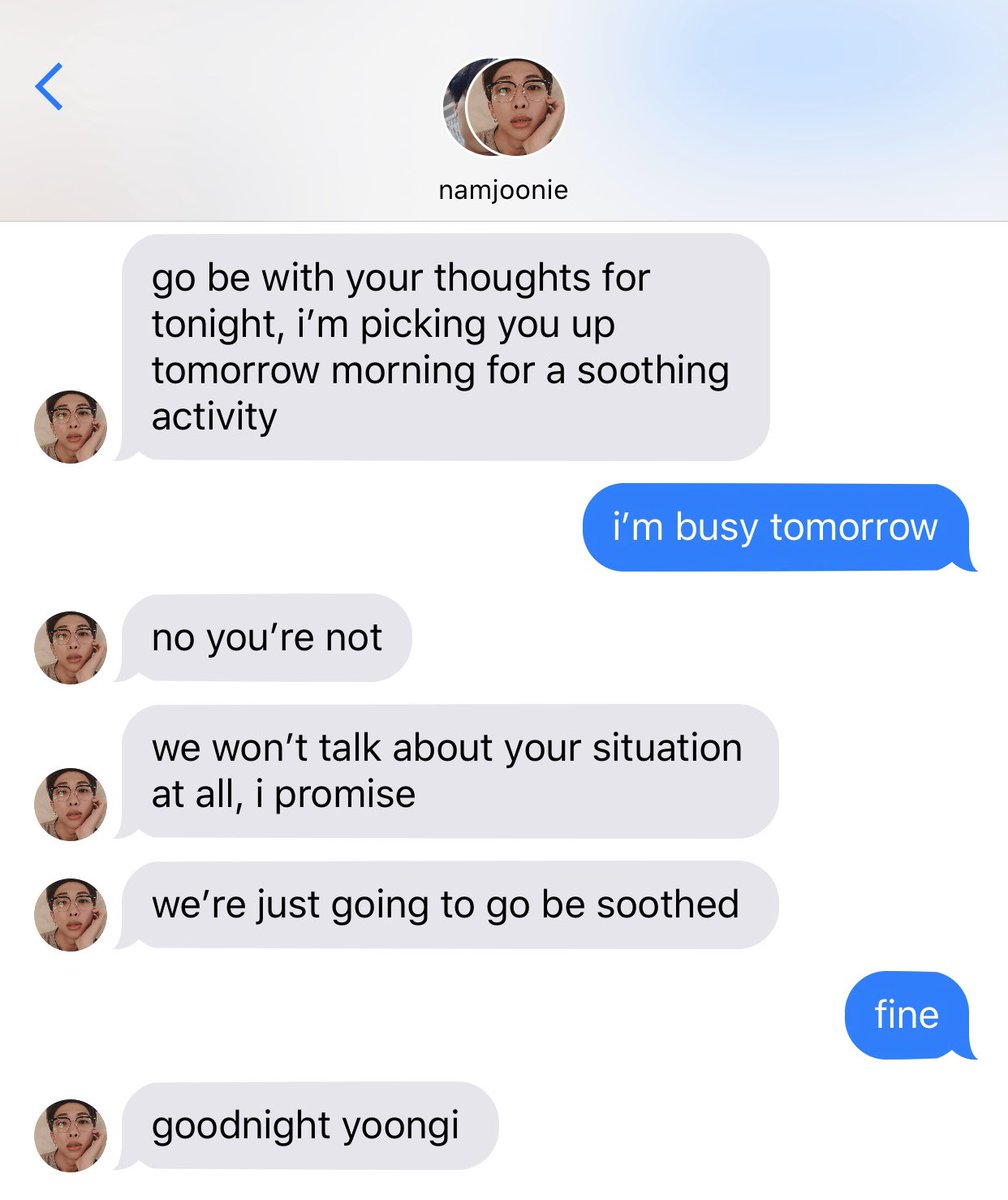 namjoonie
go be with your thoughts for
tonight, i’m picking you up
tomorrow morning for a soothing
activity
i’m busy tomorrow
no you’re not
we won’t talk about your situation
at all, i promise
we’re just going to go be soothed
fine
goodnight yoongi